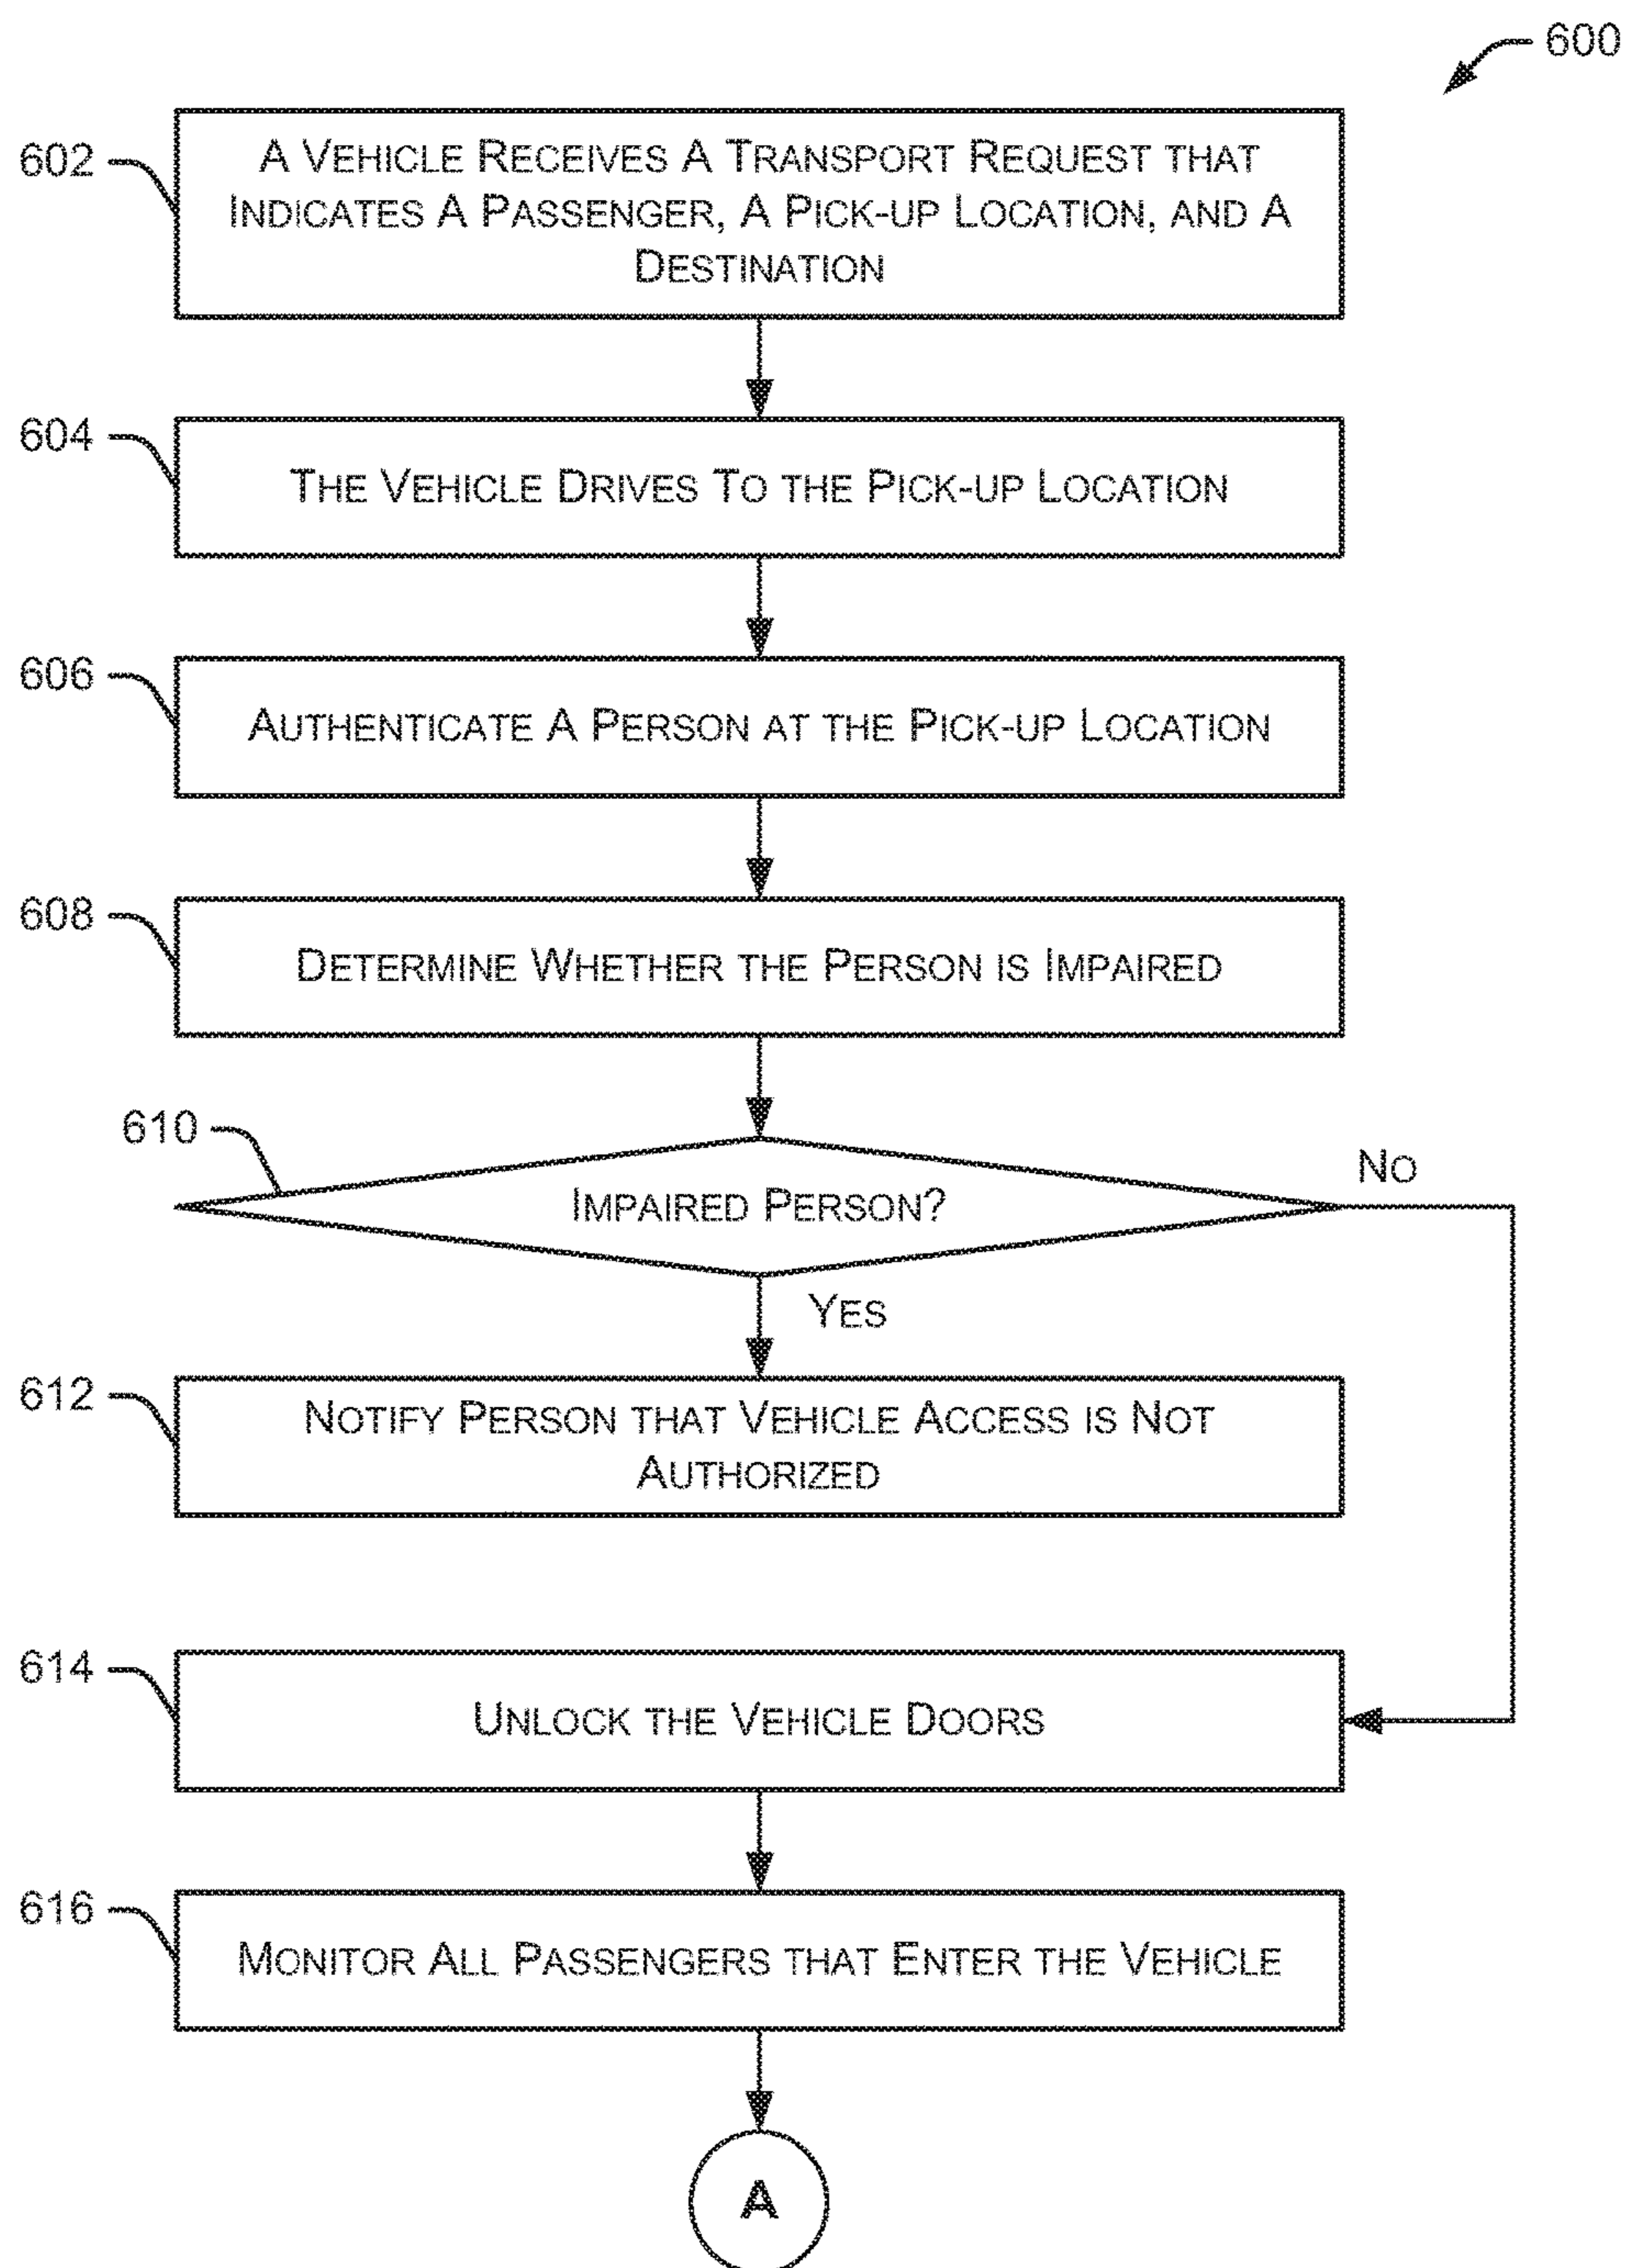 600
602
A VEHICLE RECEIVES A TRANSPORT REQUEST THAT
INDICATES A PASSENGER, A PICK-UP LOCATION, AND A
DESTINATION
604
THE VEHICLE DRIVES TO THE PICK-UP LOCATION
606
AUTHENTICATE A PERSON AT THE PICK-UP LOCATION
608
DETERMINE WHETHER THE PERSON IS IMPAIRED
610
IMPAIRED PERSON?
NO
YES
612
NOTIFY PERSON THAT VEHICLE ACCESS IS NOT
AUTHORIZED
614
UNLOCK THE VEHICLE DOORS
616
MONITOR ALL PASSENGERS THAT ENTER THE VEHICLE
A